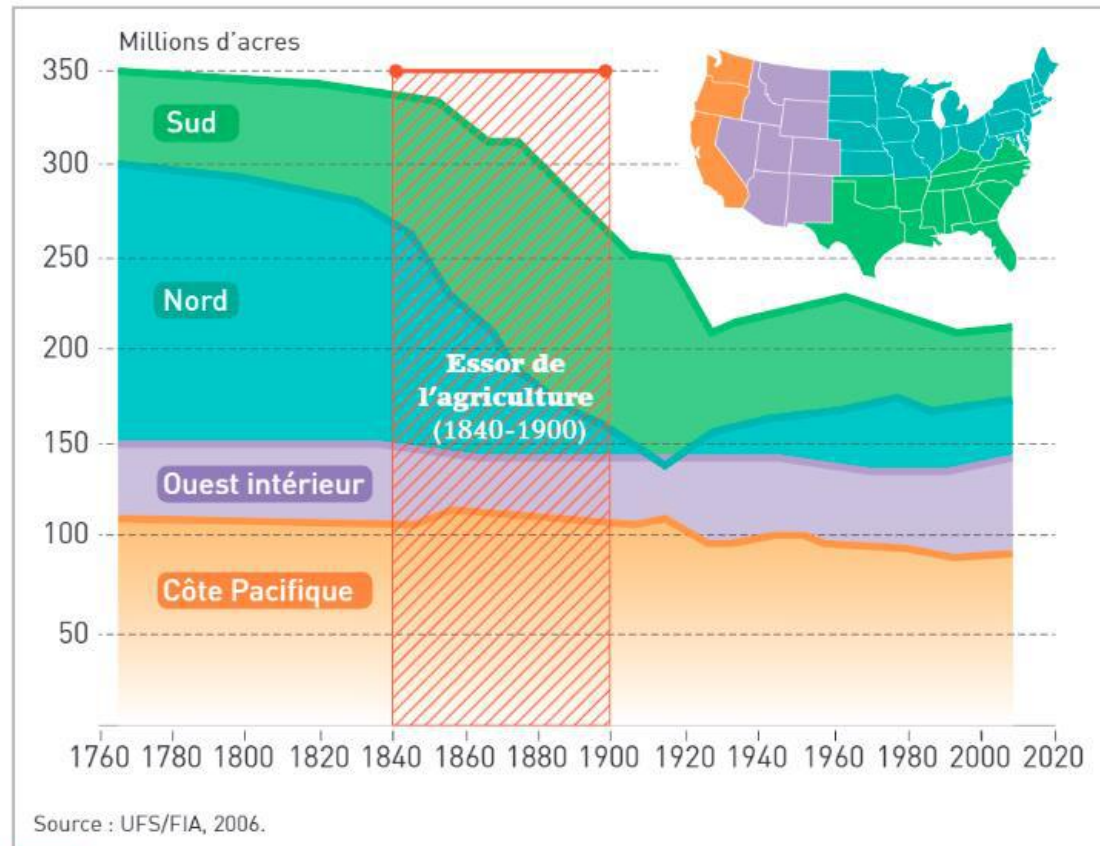 Millions d'acres
350
300
250
200
150
100
50
Sud
Nord
Ouest intérieur
Côte Pacifique
Essor de
l'agriculture
(1840-1900)
1760 1780 1800 1820 1840 1860 1880 1900 1920 1940 1960 1980 2000 2020
Source : UFS/FIA, 2006.